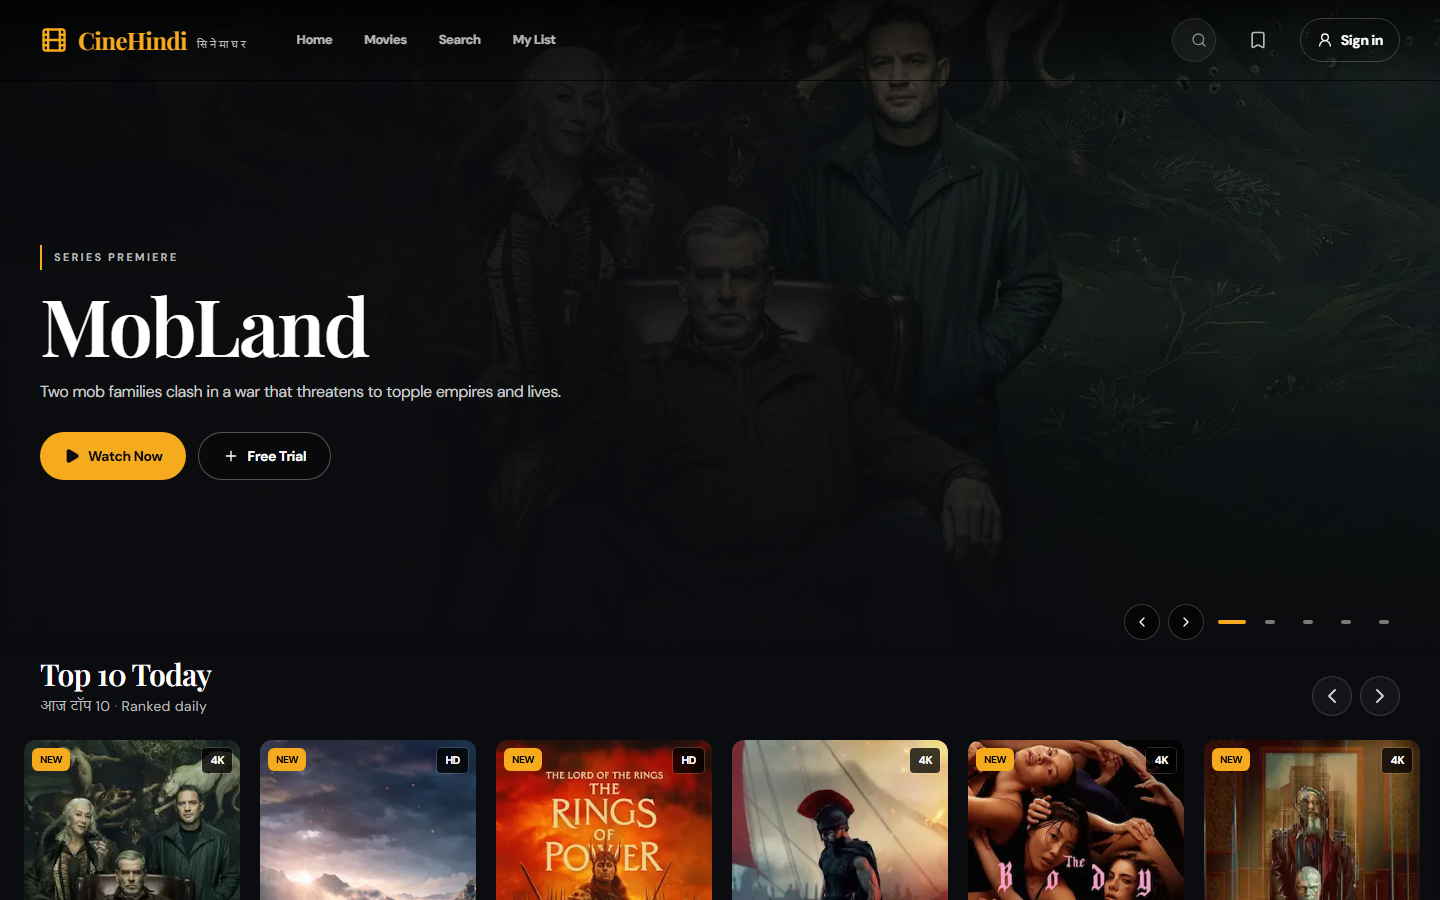 CineHindi सिनेमाघर
Home Movies Search My List
Sign in
SERIES PREMIERE
MobLand
Two mob families clash in a war that threatens to topple empires and lives.
Watch Now
Free Trial
Top 10 Today
आज टॉप 10 · Ranked daily
NEW 4K
NEW HD
NEW HD
THE LORD OF THE RINGS
THE
RINGS
OF
POWER
4K
NEW 4K
The
Body
NEW 4K